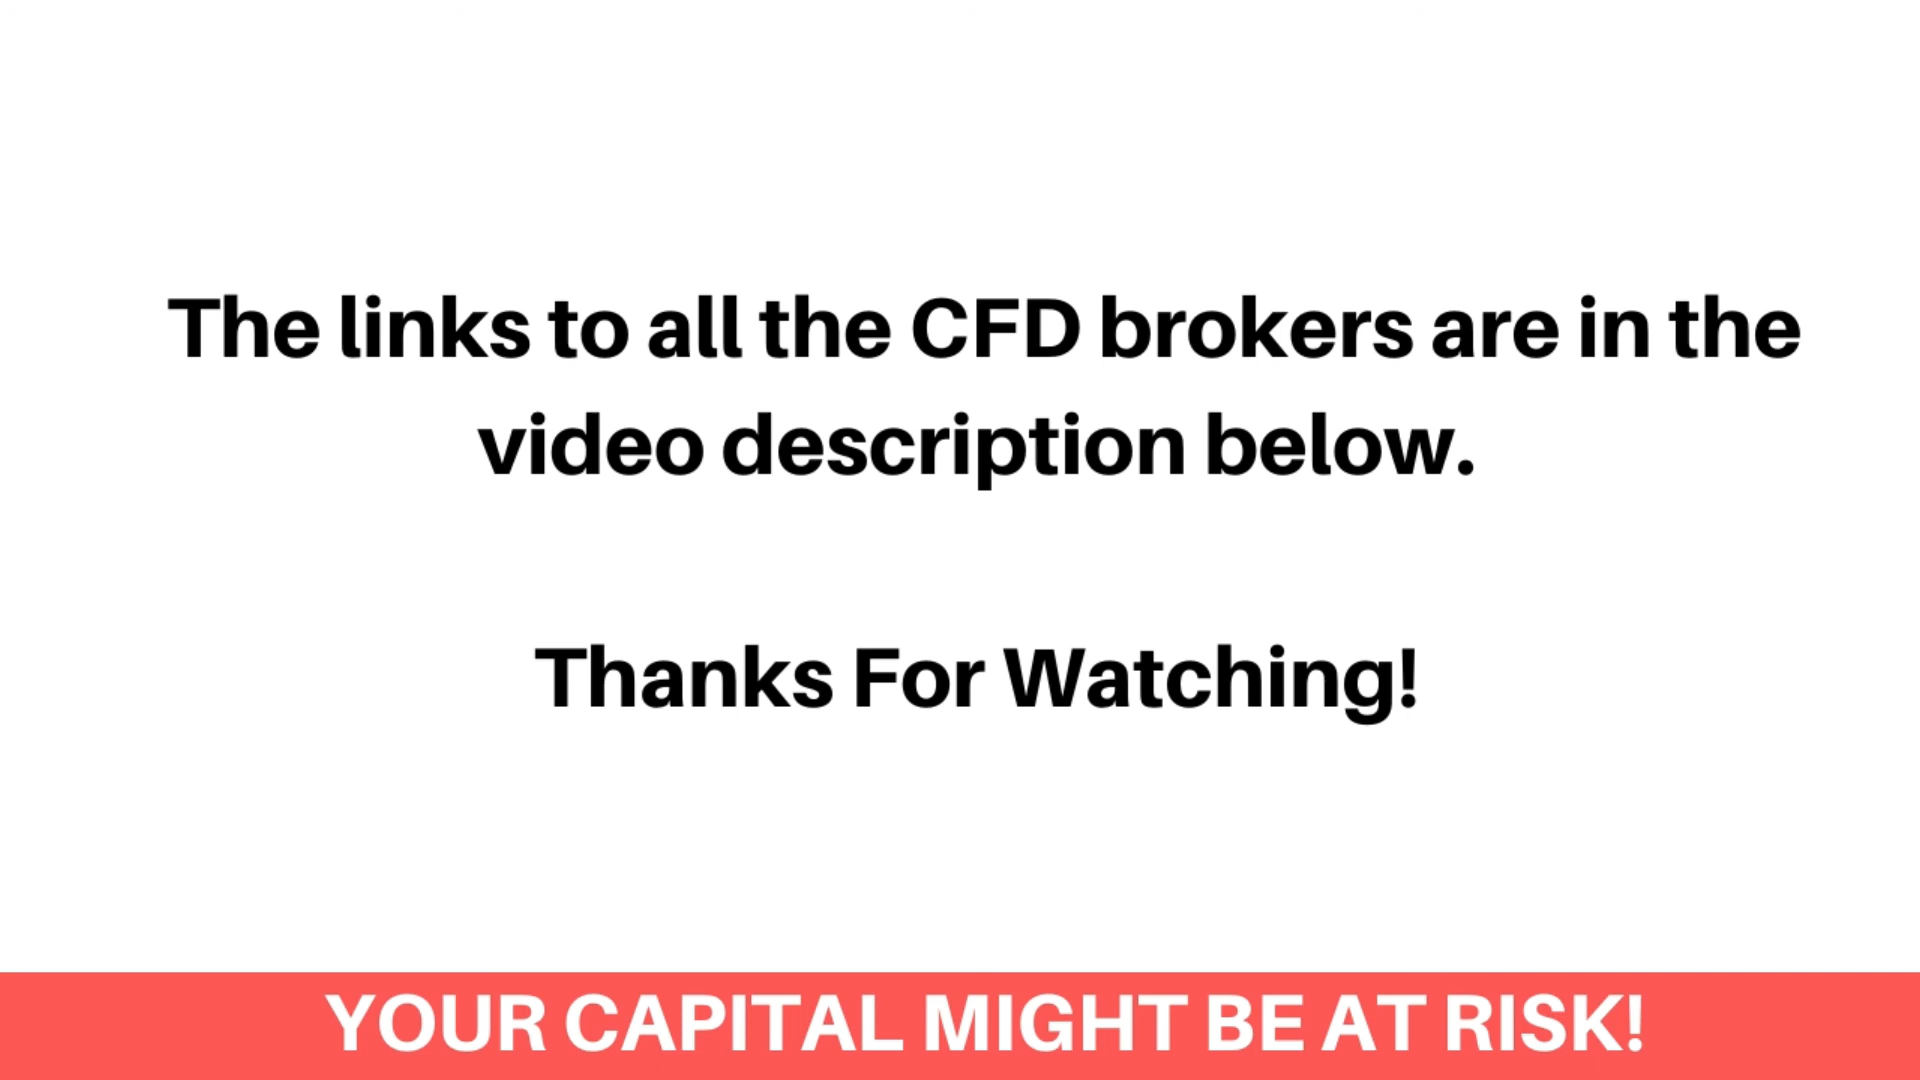 The links to all the CFD brokers are in the
video description below.
Thanks For Watching!
YOUR CAPITAL MIGHT BE AT RISK!